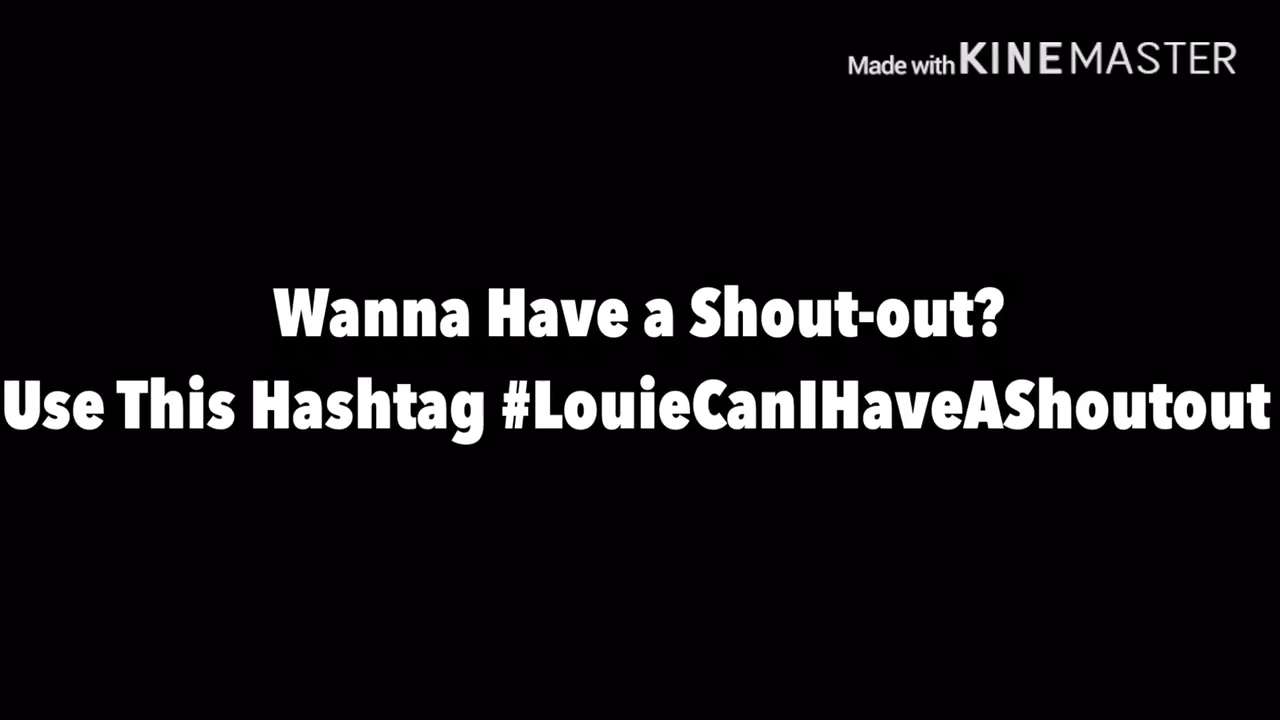 Made with KINEMASTER
Wanna Have a Shout-out?
Use This Hashtag #LouieCanIHaveAShoutout